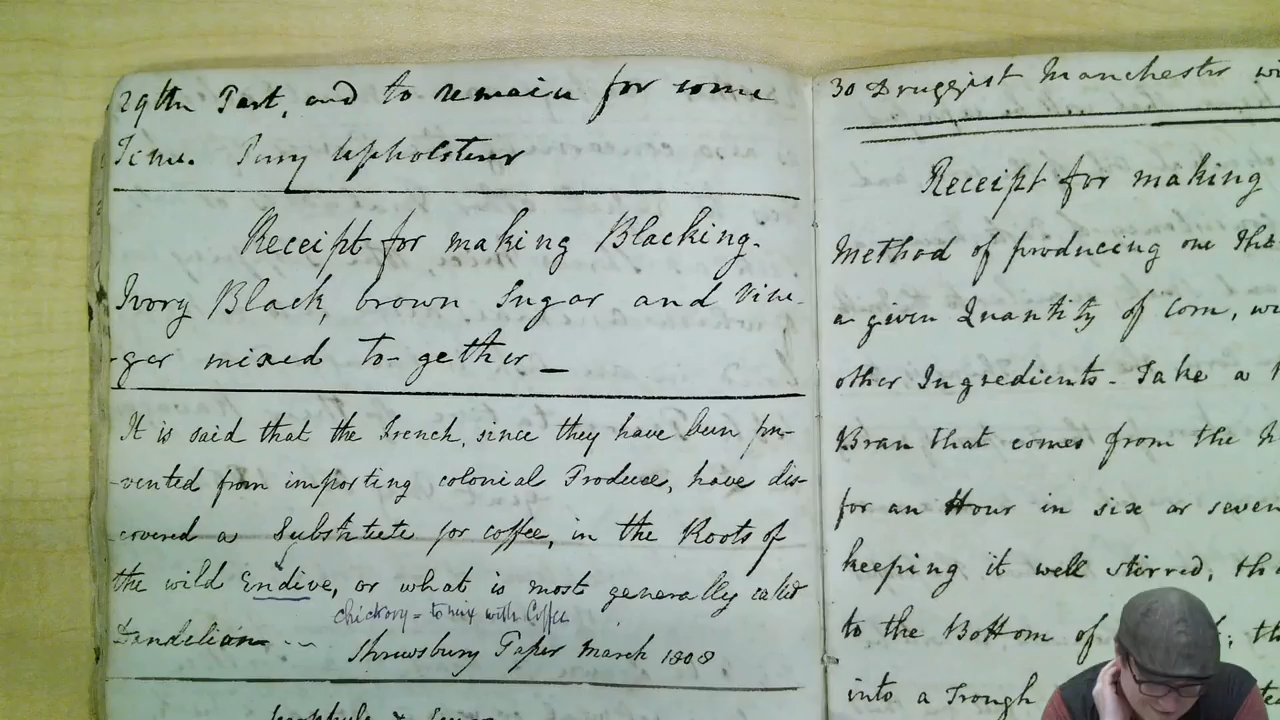 29th Part, and to remain for some
Time. Pury Upholsterer
Receipt for making Blacking.
Ivory Black, brown Sugar and Vine-
-gar mixed to-gether_
It is said that the French, since they have been pre-
-vented from importing colonial Produce, have dis-
-covered a Substitute for coffee, in the Roots of
the wild Endive, or what is most generally called
chickory = to mix with Coffee
Dandelion --
Shrewsbury Paper March 1808
30 Druggist Manchester
Receipt for making
Method of producing one
a given Quantity of corn,
other Ingredients. Take a
Bran that comes from the
for an Hour in six or seven
keeping it well stirred,
to the Bottom of
into a Trough